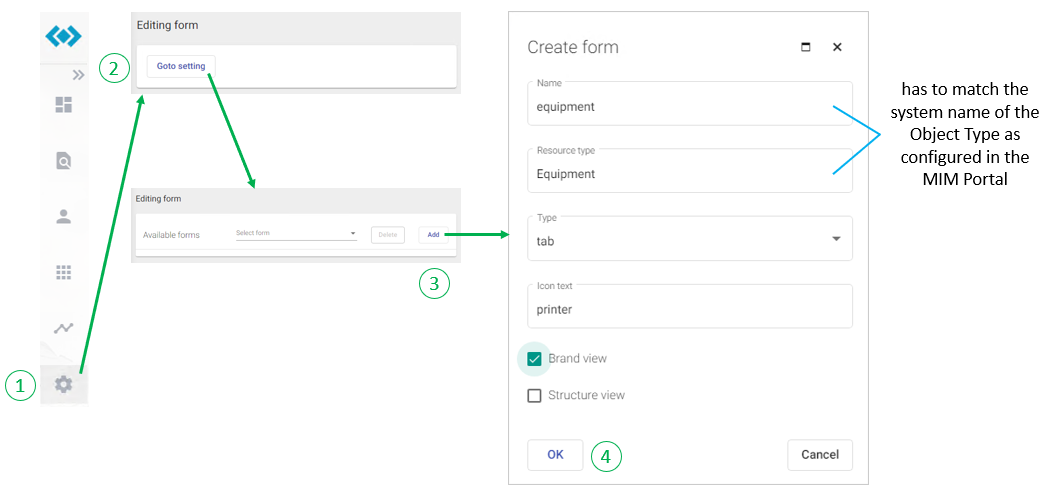 1
Editing form
2
Goto setting
Editing form
Available forms
Select form
Delete
Add
3
Create form
Name
equipment
Resource type
Equipment
Type
tab
Icon text
printer
Brand view
Structure view
OK
4
Cancel
has to match the
system name of the
Object Type as
configured in the
MIM Portal